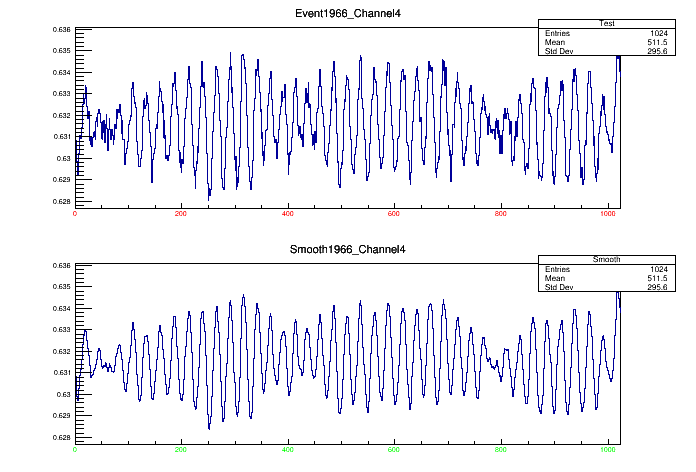 Event1966_Channel4
Test
Entries 1024
Mean 511.5
Std Dev 295.6
0.636
0.635
0.634
0.633
0.632
0.631
0.63
0.629
0.628
0 200 400 600 800 1000
Smooth1966_Channel4
Smooth
Entries 1024
Mean 511.5
Std Dev 295.6
0.636
0.635
0.634
0.633
0.632
0.631
0.63
0.629
0.628
0 200 400 600 800 1000